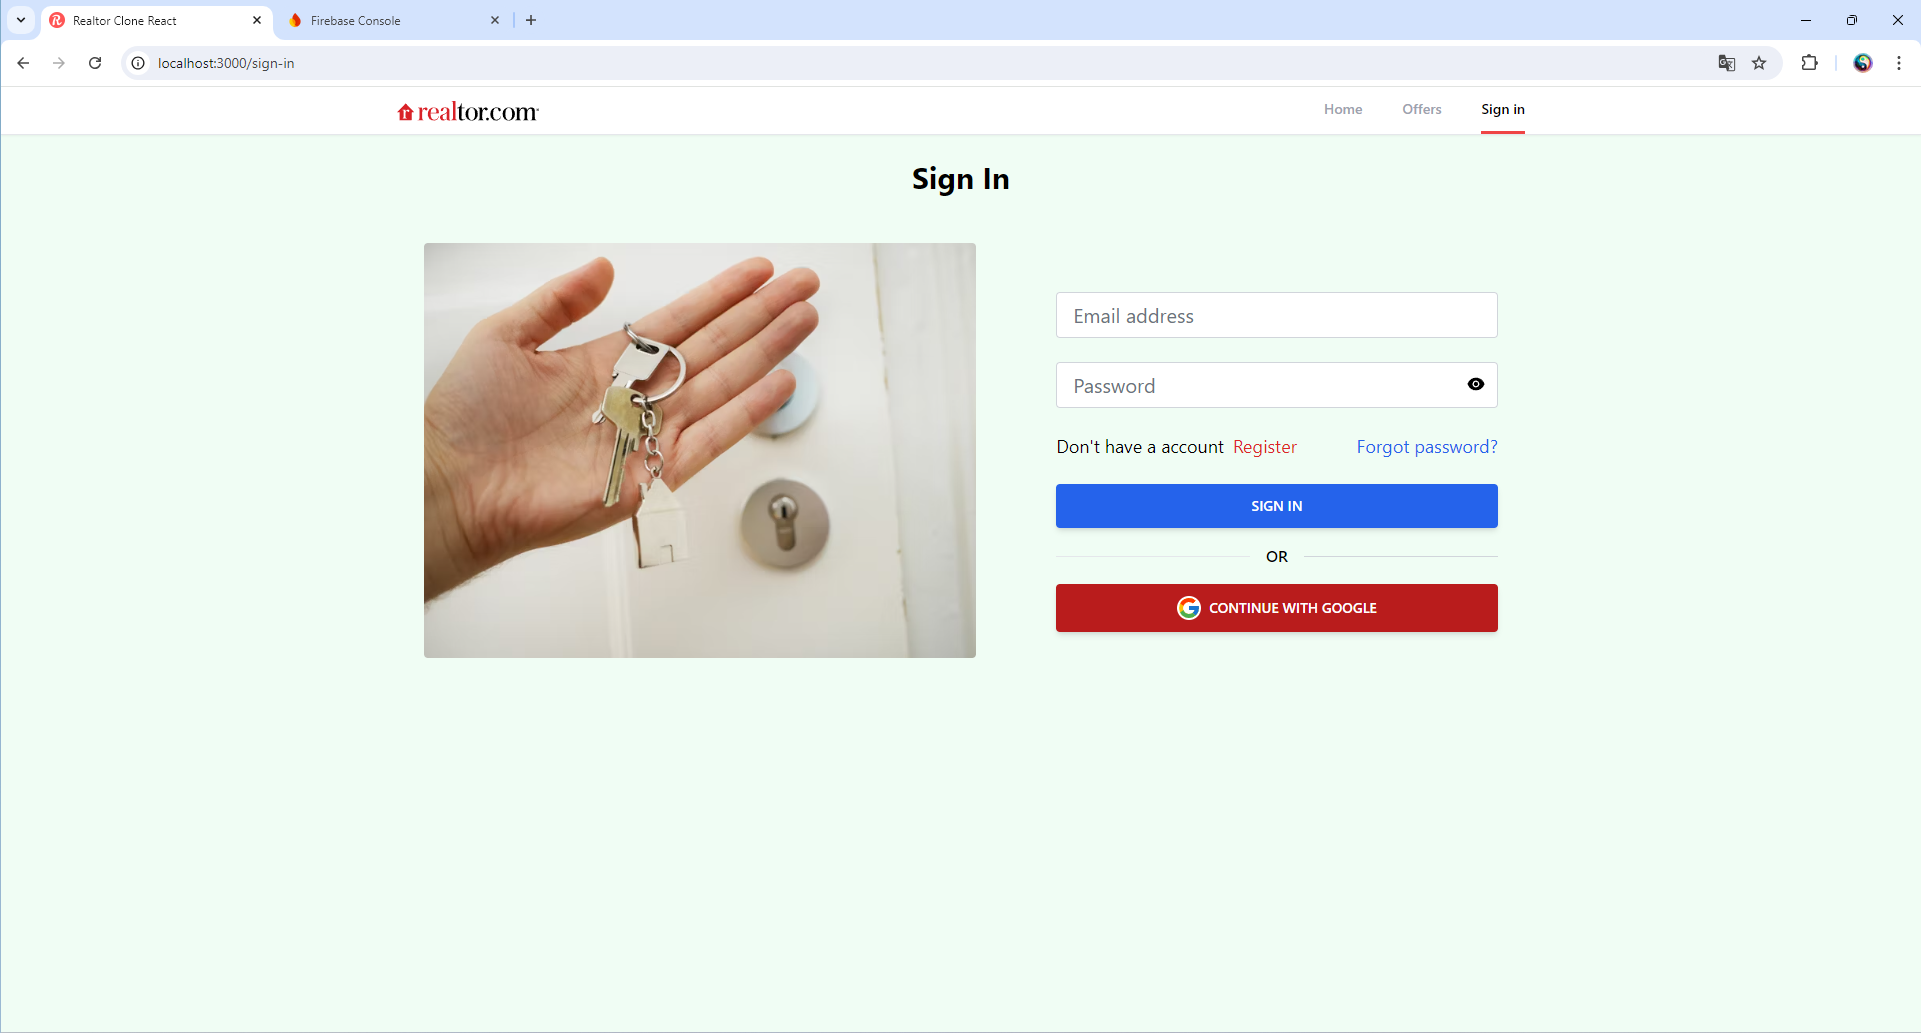 Realtor Clone React
Firebase Console
localhost:3000/sign-in
realtor.com
Home
Offers
Sign in
Sign In
Email address
Password
Don't have a account Register
Forgot password?
SIGN IN
OR
CONTINUE WITH GOOGLE